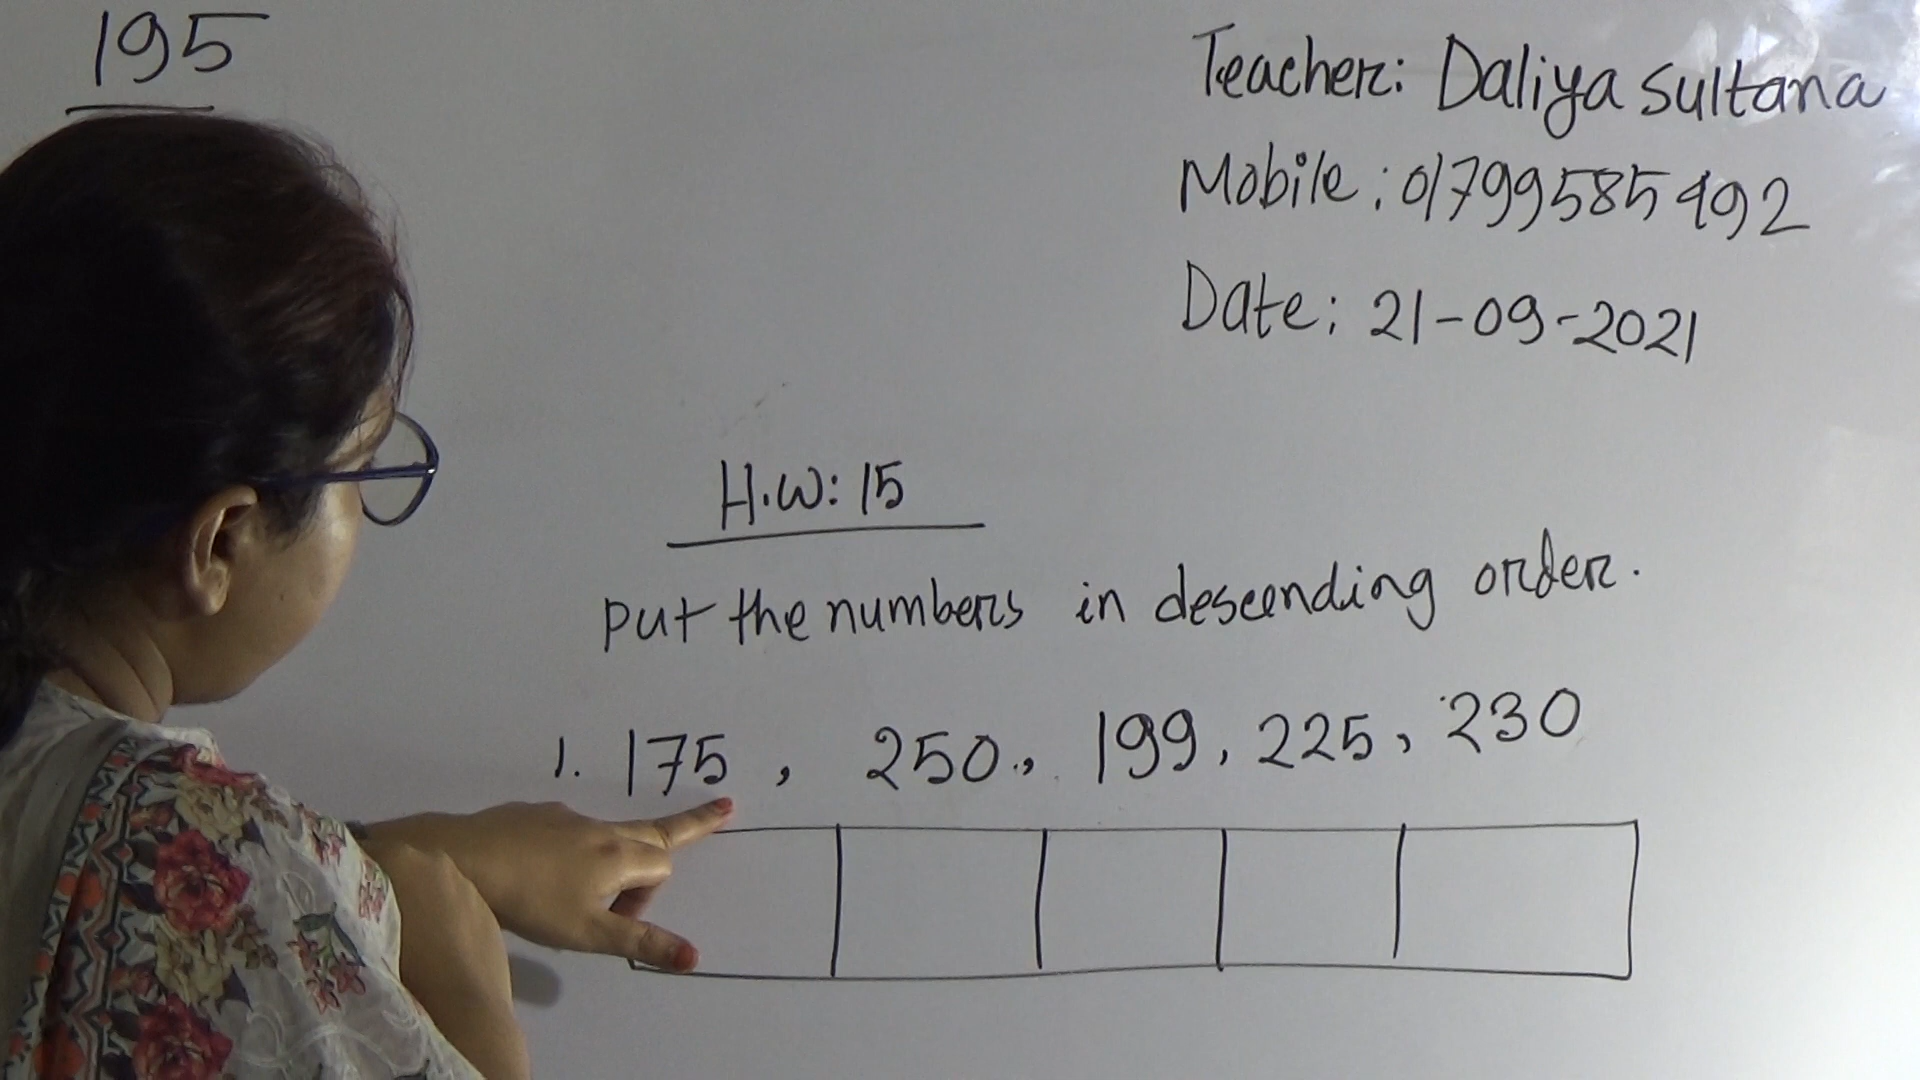 195
Teacher: Daliya Sultana
Mobile: 01799585492
Date: 21-09-2021
H.W: 15
Put the numbers in descending order.
1. 175, 250, 199, 225, 230